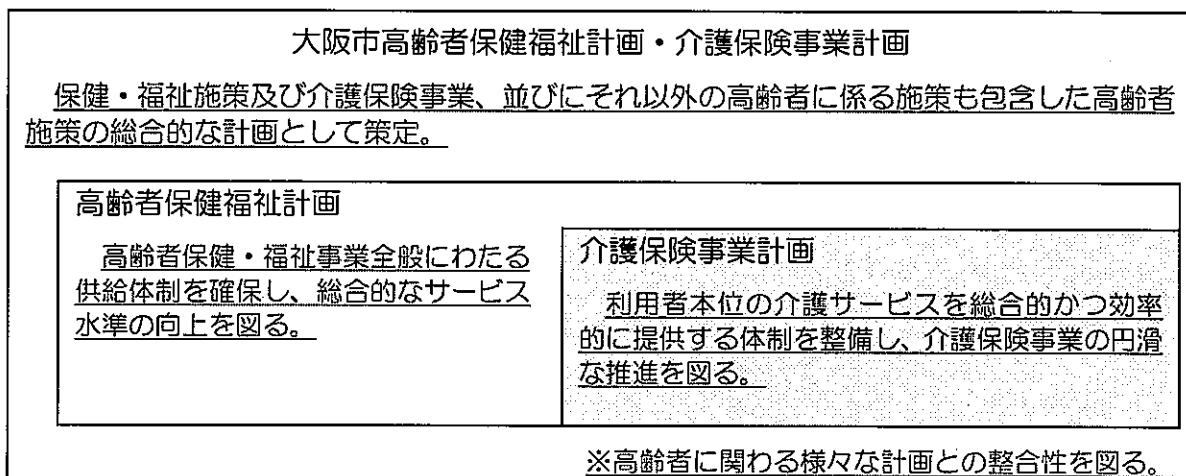 大阪市高齢者保健福祉計画・介護保険事業計画
保健・福祉施策及び介護保険事業、並びにそれ以外の高齢者に係る施策も包含した高齢者
施策の総合的な計画として策定。
高齢者保健福祉計画
高齢者保健・福祉事業全般にわたる
供給体制を確保し、総合的なサービス
水準の向上を図る。
介護保険事業計画
利用者本位の介護サービスを総合的かつ効率
的に提供する体制を整備し、介護保険事業の円滑
な推進を図る。
※高齢者に関わる様々な計画との整合性を図る。